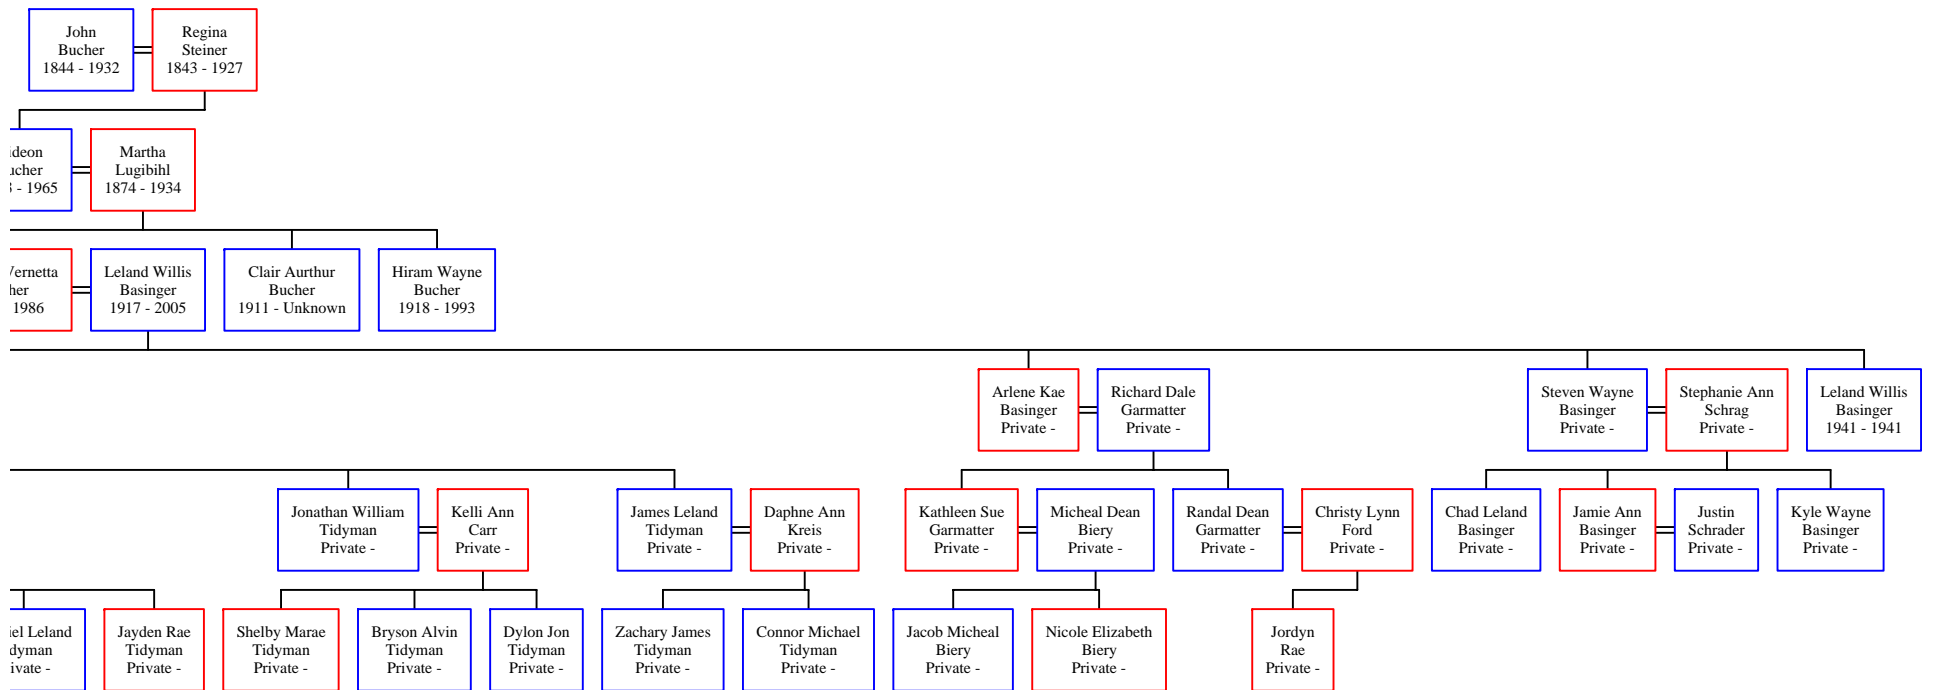 John
Bucher
1844 - 1932
Regina
Steiner
1843 - 1927
- 1965
Martha
Lugibihl
1874 - 1934
1986
Leland Willis
Basinger
1917 - 2005
Clair Aurthur
Bucher
1911 - Unknown
Hiram Wayne
Bucher
1918 - 1993
Arlene Kae
Basinger
Private -
Richard Dale
Garmatter
Private -
Steven Wayne
Basinger
Private -
Stephanie Ann
Schrag
Private -
Leland Willis
Basinger
1941 - 1941
Jonathan William
Tidyman
Private -
Kelli Ann
Carr
Private -
James Leland
Tidyman
Private -
Daphne Ann
Kreis
Private -
Kathleen Sue
Garmatter
Private -
Micheal Dean
Biery
Private -
Randal Dean
Garmatter
Private -
Christy Lynn
Ford
Private -
Chad Leland
Basinger
Private -
Jamie Ann
Basinger
Private -
Justin
Schrader
Private -
Kyle Wayne
Basinger
Private -
Leland
Jayden Rae
Tidyman
Private -
Shelby Marae
Tidyman
Private -
Bryson Alvin
Tidyman
Private -
Dylon Jon
Tidyman
Private -
Zachary James
Tidyman
Private -
Connor Michael
Tidyman
Private -
Jacob Micheal
Biery
Private -
Nicole Elizabeth
Biery
Private -
Jordyn
Rae
Private -